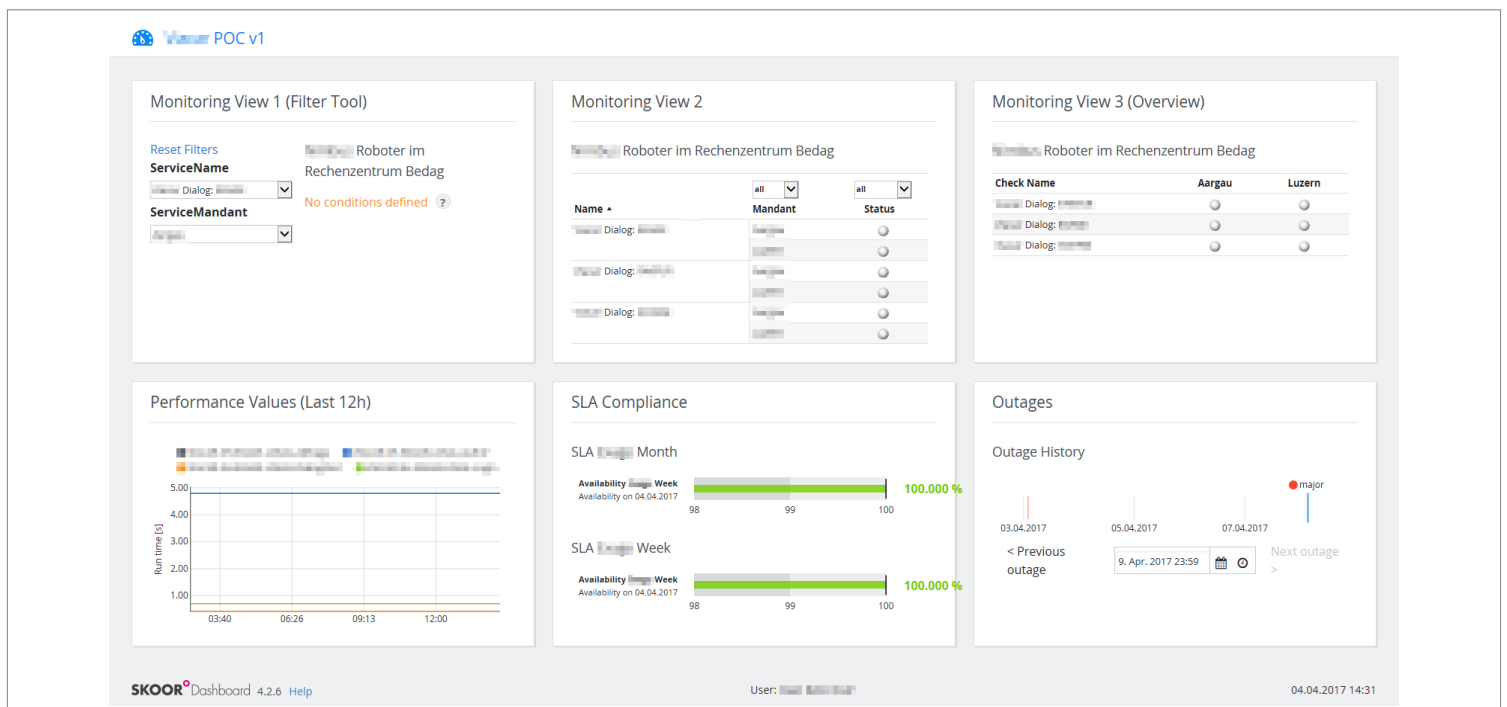 POC v1
Monitoring View 1 (Filter Tool)
Reset Filters
ServiceName
Dialog:
ServiceMandant
Roboter im
Rechenzentrum Bedag
No conditions defined ?
Monitoring View 2
Roboter im Rechenzentrum Bedag
all all
Name Mandant Status
Dialog:
Dialog:
Dialog:
Monitoring View 3 (Overview)
Roboter im Rechenzentrum Bedag
Check Name Aargau Luzern
Dialog:
Dialog:
Dialog:
Performance Values (Last 12h)
5.00
4.00
3.00
2.00
1.00
Run time [s]
03:40 06:26 09:13 12:00
SLA Compliance
SLA Month
Availability Week
Availability on 04.04.2017
100.000 %
98 99 100
SLA Week
Availability Week
Availability on 04.04.2017
100.000 %
98 99 100
Outages
Outage History
major
03.04.2017 05.04.2017 07.04.2017
< Previous
outage
9. Apr. 2017 23:59
Next outage
>
SKOOR Dashboard 4.2.6 Help
User:
04.04.2017 14:31